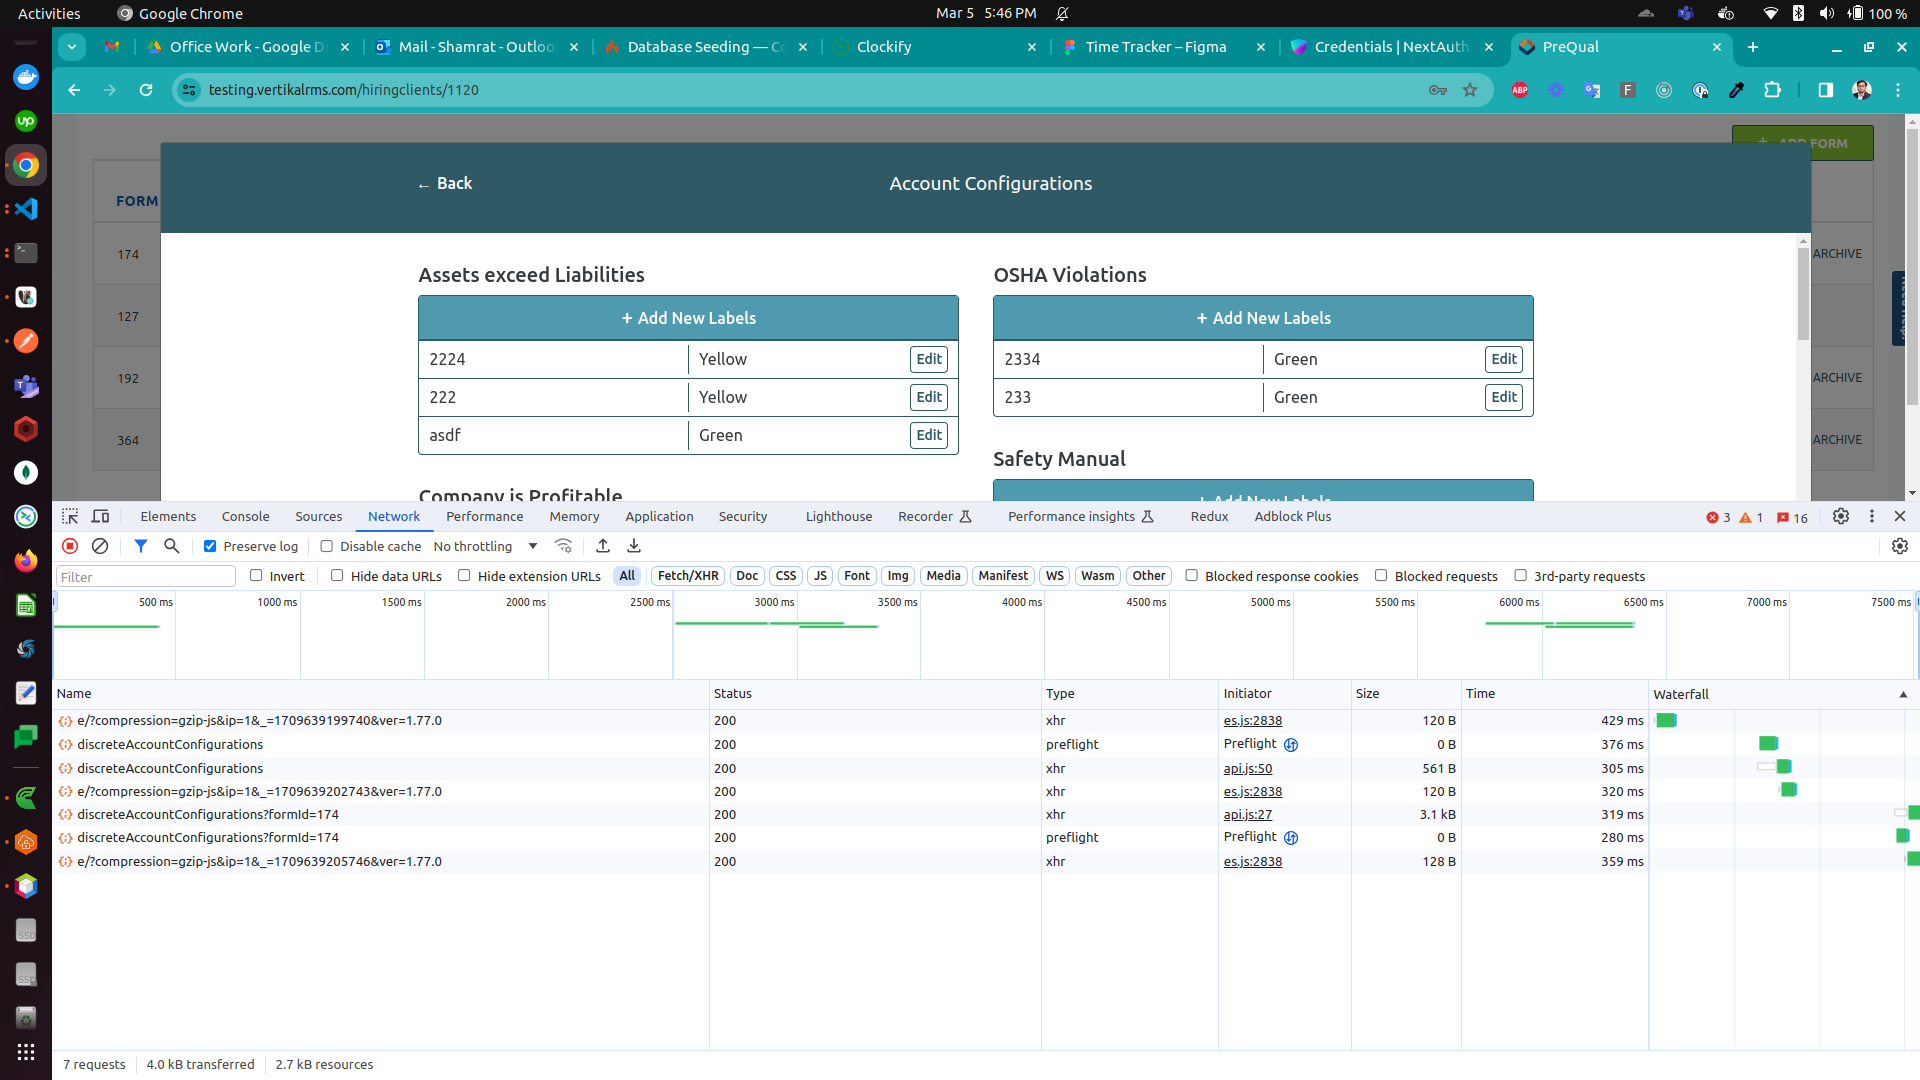 Activities
Google Chrome
Mar 5 5:46 PM
100 %
Office Work - Google D
Mail - Shamrat - Outloo
Database Seeding — Co
Clockify
Time Tracker – Figma
Credentials | NextAuth
PreQual
testing.vertikalrms.com/hiringclients/1120
ABP
F
up
+ ADD FORM
← Back
Account Configurations
FORM
174
ARCHIVE
127
192
ARCHIVE
364
ARCHIVE
Assets exceed Liabilities
+ Add New Labels
2224 Yellow Edit
222 Yellow Edit
asdf Green Edit
Company is Profitable
OSHA Violations
+ Add New Labels
2334 Green Edit
233 Green Edit
Safety Manual
+ Add New Labels
Elements Console Sources Network Performance Memory Application Security Lighthouse Recorder Performance insights Redux Adblock Plus 3 1 16
Preserve log Disable cache No throttling
Filter Invert Hide data URLs Hide extension URLs All Fetch/XHR Doc CSS JS Font Img Media Manifest WS Wasm Other Blocked response cookies Blocked requests 3rd-party requests
500 ms 1000 ms 1500 ms 2000 ms 2500 ms 3000 ms 3500 ms 4000 ms 4500 ms 5000 ms 5500 ms 6000 ms 6500 ms 7000 ms 7500 ms
Name Status Type Initiator Size Time Waterfall
e/?compression=gzip-js&ip=1&_=1709639199740&ver=1.77.0 200 xhr es.js:2838 120 B 429 ms
discreteAccountConfigurations 200 preflight Preflight 0 B 376 ms
discreteAccountConfigurations 200 xhr api.js:50 561 B 305 ms
e/?compression=gzip-js&ip=1&_=1709639202743&ver=1.77.0 200 xhr es.js:2838 120 B 320 ms
discreteAccountConfigurations?formId=174 200 xhr api.js:27 3.1 kB 319 ms
discreteAccountConfigurations?formId=174 200 preflight Preflight 0 B 280 ms
e/?compression=gzip-js&ip=1&_=1709639205746&ver=1.77.0 200 xhr es.js:2838 128 B 359 ms
7 requests 4.0 kB transferred 2.7 kB resources